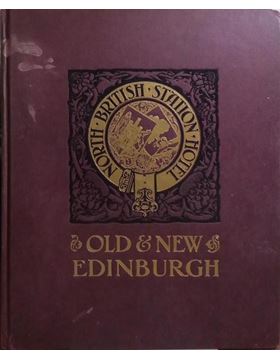 NORTH · BRITISH · STATION · HOTEL
OLD & NEW
EDINBURGH